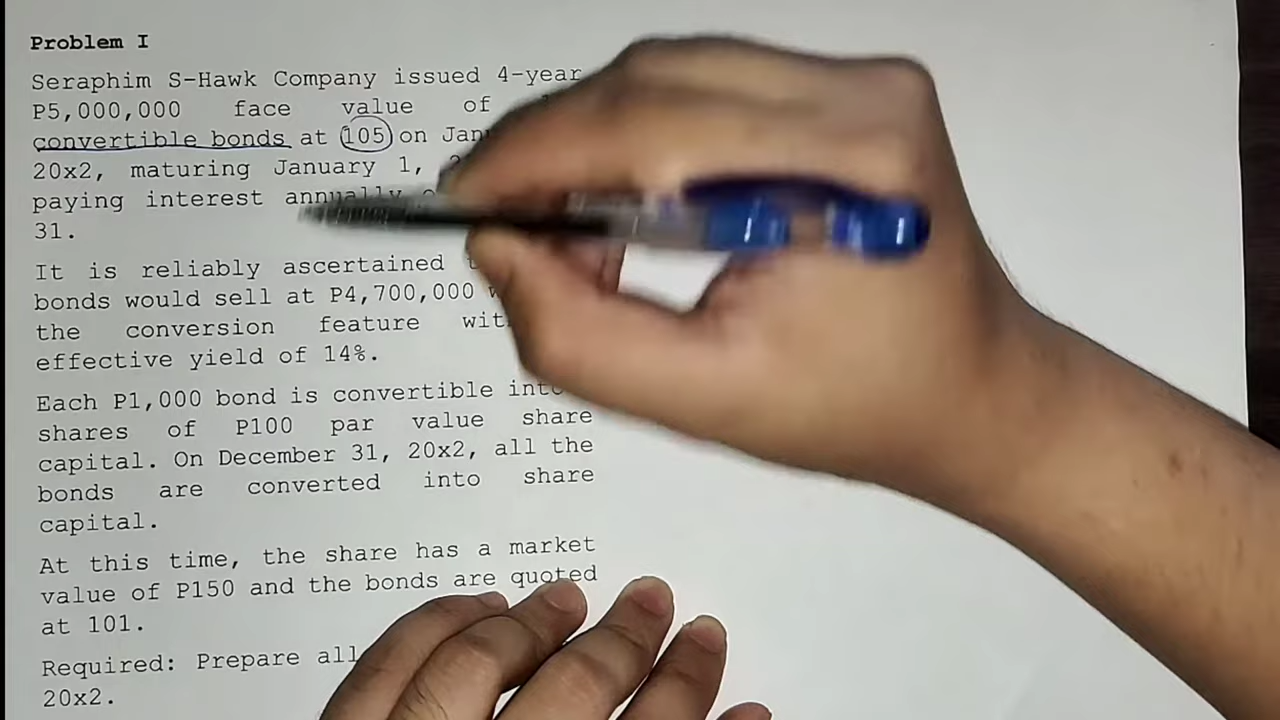 Problem I
Seraphim S-Hawk Company issued 4-year
P5,000,000 face value of
convertible bonds at 105 on
20x2, maturing January 1,
paying interest annually
31.
It is reliably ascertained
bonds would sell at P4,700,000
the conversion feature
effective yield of 14%.
Each P1,000 bond is convertible
shares of P100 par value share
capital. On December 31, 20x2, all the
bonds are converted into share
capital.
At this time, the share has a market
value of P150 and the bonds are quoted
at 101.
Required: Prepare all
20x2.